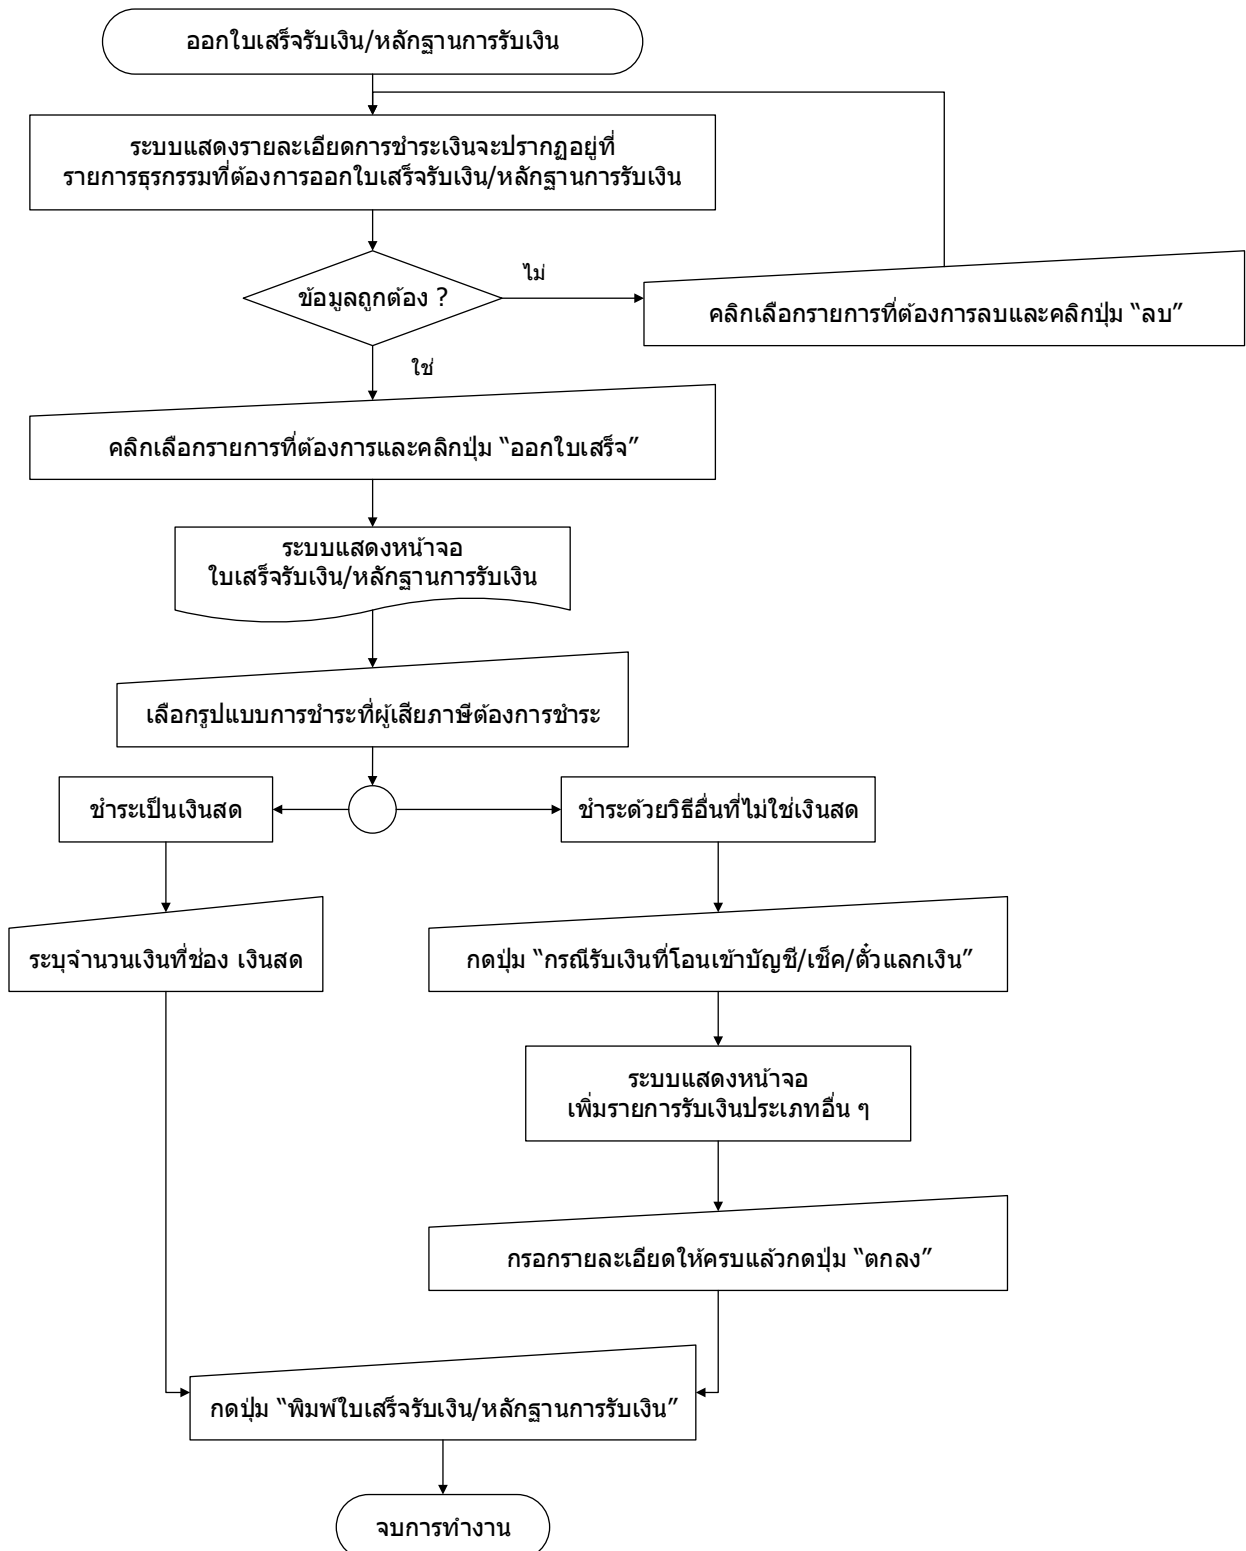 ออกใบเสร็จรับเงิน/หลักฐานการรับเงิน
ระบบแสดงรายละเอียดการชำระเงินจะปรากฏอยู่ที่
รายการธุรกรรมที่ต้องการออกใบเสร็จรับเงิน/หลักฐานการรับเงิน
ข้อมูลถูกต้อง ?
ไม่
คลิกเลือกรายการที่ต้องการลบและคลิกปุ่ม “ลบ”
ใช่
คลิกเลือกรายการที่ต้องการและคลิกปุ่ม “ออกใบเสร็จ”
ระบบแสดงหน้าจอ
ใบเสร็จรับเงิน/หลักฐานการรับเงิน
เลือกรูปแบบการชำระที่ผู้เสียภาษีต้องการชำระ
ชำระเป็นเงินสด
ชำระด้วยวิธีอื่นที่ไม่ใช่เงินสด
ระบุจำนวนเงินที่ช่อง เงินสด
กดปุ่ม “กรณีรับเงินที่โอนเข้าบัญชี/เช็ค/ตั๋วแลกเงิน”
ระบบแสดงหน้าจอ
เพิ่มรายการรับเงินประเภทอื่น ๆ
กรอกรายละเอียดให้ครบแล้วกดปุ่ม “ตกลง”
กดปุ่ม “พิมพ์ใบเสร็จรับเงิน/หลักฐานการรับเงิน”
จบการทำงาน